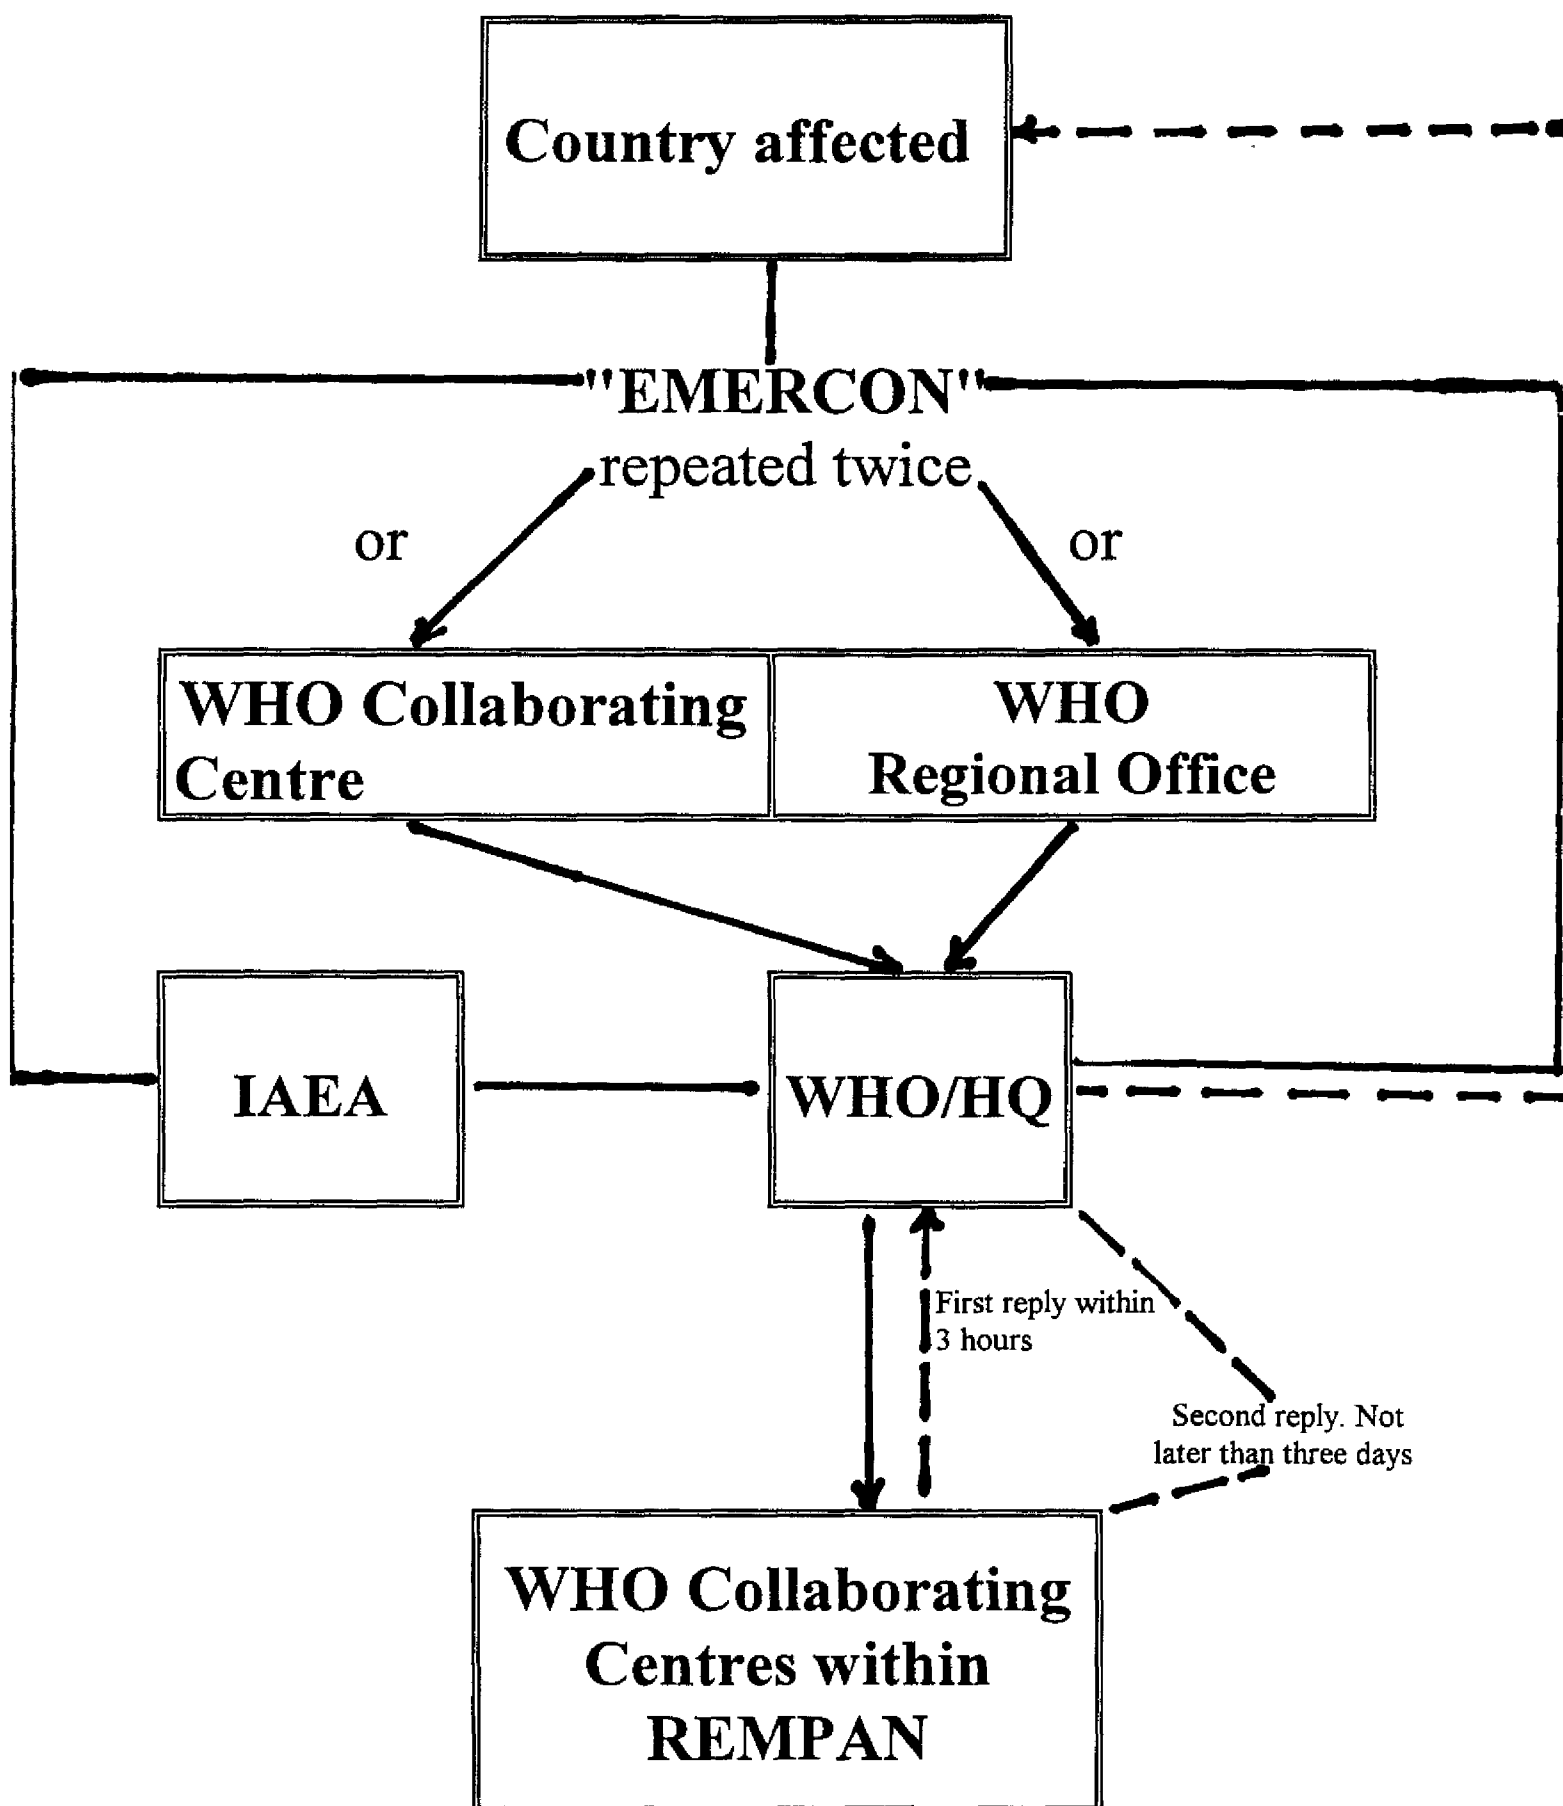 Country affected
"EMERCON"
repeated twice
or
or
WHO Collaborating
Centre
WHO
Regional Office
IAEA
WHO/HQ
First reply within
3 hours
Second reply. Not
later than three days
WHO Collaborating
Centres within
REMPAN